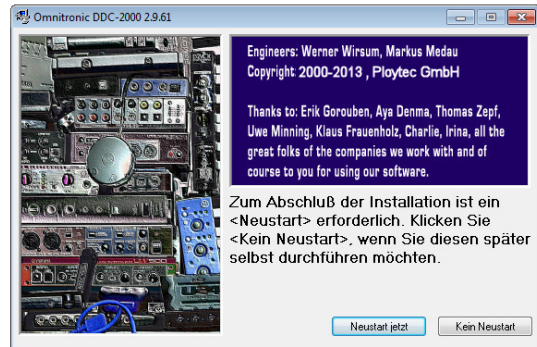 Omnitronic DDC-2000 2.9.61
Engineers: Werner Wirsum, Markus Medau
Copyright 2000-2013 , Ploytec GmbH
Thanks to: Erik Gorouben, Aya Denma, Thomas Zepf,
Uwe Minning, Klaus Frauenholz, Charlie, Irina, all the
great folks of the companies we work with and of
course to you for using our software.
Zum Abschluß der Installation ist ein
<Neustart> erforderlich. Klicken Sie
<Kein Neustart>, wenn Sie diesen später
selbst durchführen möchten.
Neustart jetzt
Kein Neustart